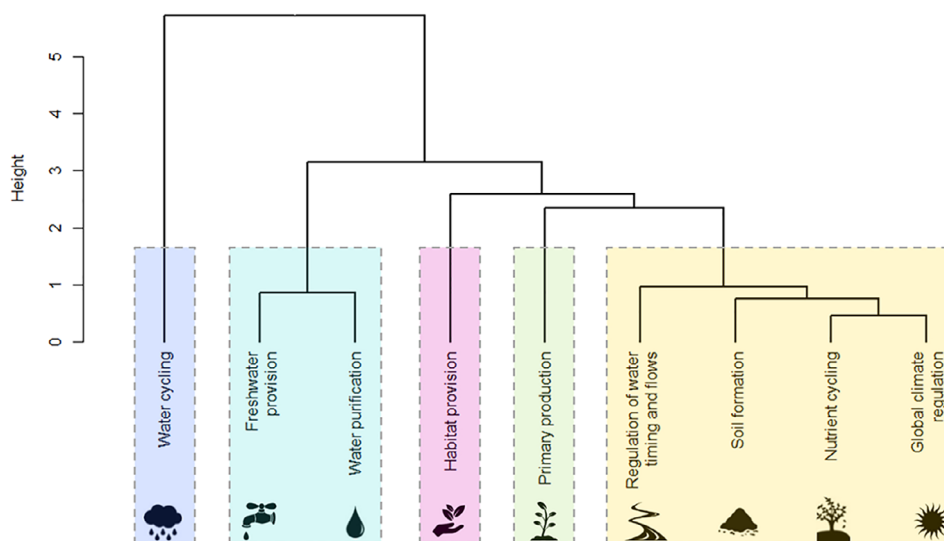 Height
5
4
3
2
1
0
Water cycling
Freshwater
provision
Water purification
Habitat provision
Primary production
Regulation of water
timing and flows
Soil formation
Nutrient cycling
Global climate
regulation